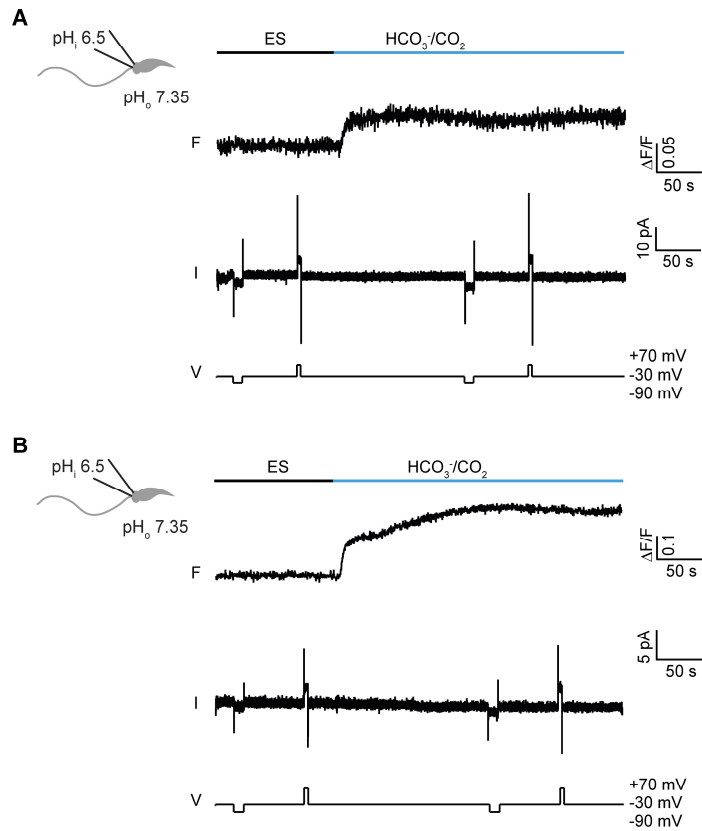 A
pHi 6.5
pHo 7.35
ES
HCO3-/CO2
F
ΔF/F
0.05
50 s
I
10 pA
50 s
V
+70 mV
-30 mV
-90 mV
B
pHi 6.5
pHo 7.35
ES
HCO3-/CO2
F
ΔF/F
0.1
50 s
I
5 pA
50 s
V
+70 mV
-30 mV
-90 mV